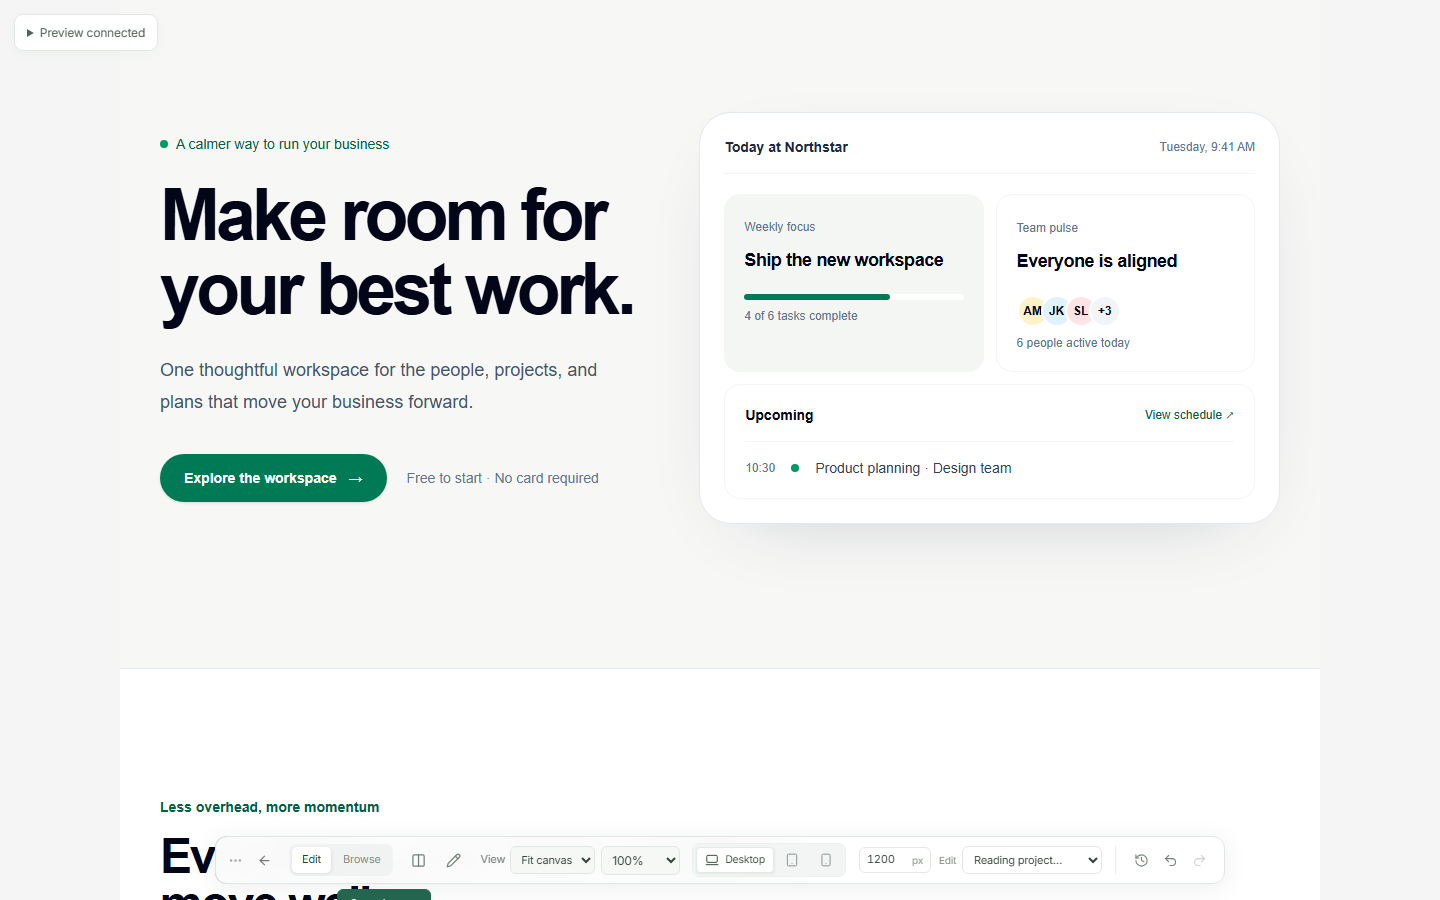 Preview connected
A calmer way to run your business
Make room for
your best work.
One thoughtful workspace for the people, projects, and
plans that move your business forward.
Explore the workspace →
Free to start · No card required
Today at Northstar
Tuesday, 9:41 AM
Weekly focus
Ship the new workspace
4 of 6 tasks complete
Team pulse
Everyone is aligned
AM JK SL +3
6 people active today
Upcoming
View schedule ↗
10:30 Product planning · Design team
Less overhead, more momentum
Ev
Edit Browse View Fit canvas 100% Desktop 1200 px Edit Reading project...